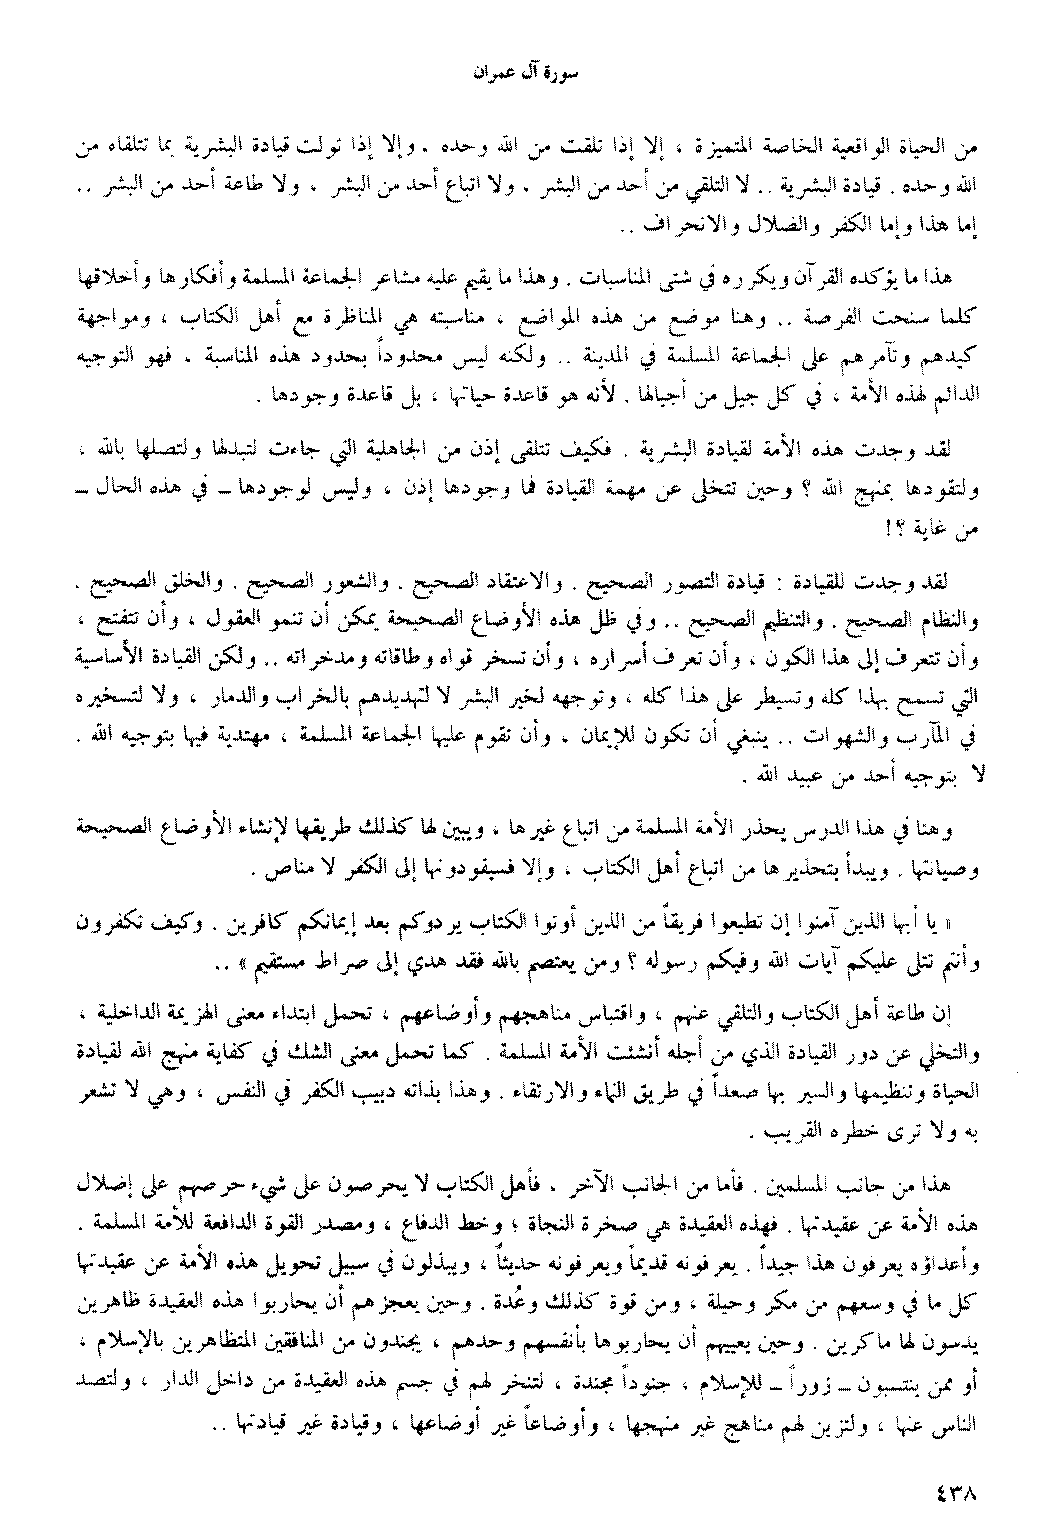 سورة آل عمران
من الحياة الواقعية الخاصة المتميزة ، إلا إذا تلقت من الله وحده . وإلا إذا تولت قيادة البشرية بما تتلقاه من
الله وحده . قيادة البشرية .. لا التلقي من أحد من البشر . ولا اتباع أحد من البشر . ولا طاعة أحد من البشر ..
إما هذا وإما الكفر والضلال والانحراف ..
هذا ما يؤكده القرآن ويكرره في شتى المناسبات . وهذا ما يقيم عليه مشاعر الجماعة المسلمة وأفكارها وأخلاقها
كلما سنحت الفرصة .. وهنا موضع من هذه المواضع ، مناسبته هي المناظرة مع أهل الكتاب ، ومواجهة
كيدهم وتآمرهم على الجماعة المسلمة في المدينة .. ولكنه ليس محدوداً بحدود هذه المناسبة . فهو التوجيه
الدائم لهذه الأمة ، في كل جيل من أجيالها . لأنه هو قاعدة حياتها ، بل قاعدة وجودها .
لقد وجدت هذه الأمة لقيادة البشرية . فكيف تتلقى إذن من الجاهلية التي جاءت لتبدلها ولتصلها بالله ،
ولتقودها بمنهج الله ؟ وحين تتخلى عن مهمة القيادة فما وجودها إذن ، وليس لوجودها – في هذه الحال –
من غاية ؟!
لقد وجدت للقيادة : قيادة التصور الصحيح . والاعتقاد الصحيح . والشعور الصحيح . والخلق الصحيح .
والنظام الصحيح . والتنظيم الصحيح .. وفي ظل هذه الأوضاع الصحيحة يمكن أن تنمو العقول ، وأن تتفتح ،
وأن تتعرف إلى هذا الكون ، وأن تعرف أسراره ، وأن تسخر قواه وطاقاته ومدخراته .. ولكن القيادة الأساسية
التي تسمح بهذا كله وتسيطر على هذا كله ، وتوجهه لخير البشر لا لتهديدهم بالخراب والدمار ، ولا لتسخيره
في المآرب والشهوات .. ينبغي أن تكون للإيمان ، وأن تقوم عليها الجماعة المسلمة ، مهتدية فيها بتوجيه الله .
لا بتوجيه أحد من عبيد الله .
وهنا في هذا الدرس يحذر الأمة المسلمة من اتباع غيرها ، ويبين لها كذلك طريقها لإنشاء الأوضاع الصحيحة
وصيانتها . ويبدأ بتحذيرها من اتباع أهل الكتاب ، وإلا فسيقودونها إلى الكفر لا مناص .
« يا أيها الذين آمنوا إن تطيعوا فريقاً من الذين أوتوا الكتاب يردوكم بعد إيمانكم كافرين . وكيف تكفرون
وأنتم تتلى عليكم آيات الله وفيكم رسوله ؟ ومن يعتصم بالله فقد هدي إلى صراط مستقيم » ..
إن طاعة أهل الكتاب والتلقي عنهم ، واقتباس مناهجهم وأوضاعهم ، تحمل ابتداء معنى الهزيمة الداخلية ،
والتخلي عن دور القيادة الذي من أجله أنشئت الأمة المسلمة . كما تحمل معنى الشك في كفاية منهج الله لقيادة
الحياة وتنظيمها والسير بها صعداً في طريق النماء والارتقاء . وهذا بذاته دبيب الكفر في النفس ، وهي لا تشعر
به ولا ترى خطره القريب .
هذا من جانب المسلمين . فأما من الجانب الآخر ، فأهل الكتاب لا يحرصون على شيء حرصهم على إضلال
هذه الأمة عن عقيدتها . فهذه العقيدة هي صخرة النجاة ؛ وخط الدفاع ، ومصدر القوة الدافعة للأمة المسلمة .
وأعداؤه يعرفون هذا جيداً . يعرفونه قديماً ويعرفونه حديثاً ، ويبذلون في سبيل تحويل هذه الأمة عن عقيدتها
كل ما في وسعهم من مكر وحيلة ، ومن قوة كذلك وعُدة . وحين يعجزهم أن يحاربوا هذه العقيدة ظاهرين
يدسون لها ماكرين . وحين يعييهم أن يحاربوها بأنفسهم وحدهم ، يجندون من المنافقين المتظاهرين بالإسلام ،
أو ممن ينتسبون – زوراً – للإسلام ، جنوداً مجندة ، لتنخر لهم في جسم هذه العقيدة من داخل الدار ، ولتصد
الناس عنها ، ولتزين لهم مناهج غير منهجها ، وأوضاعاً غير أوضاعها ، وقيادة غير قيادتها ..
٤٣٨